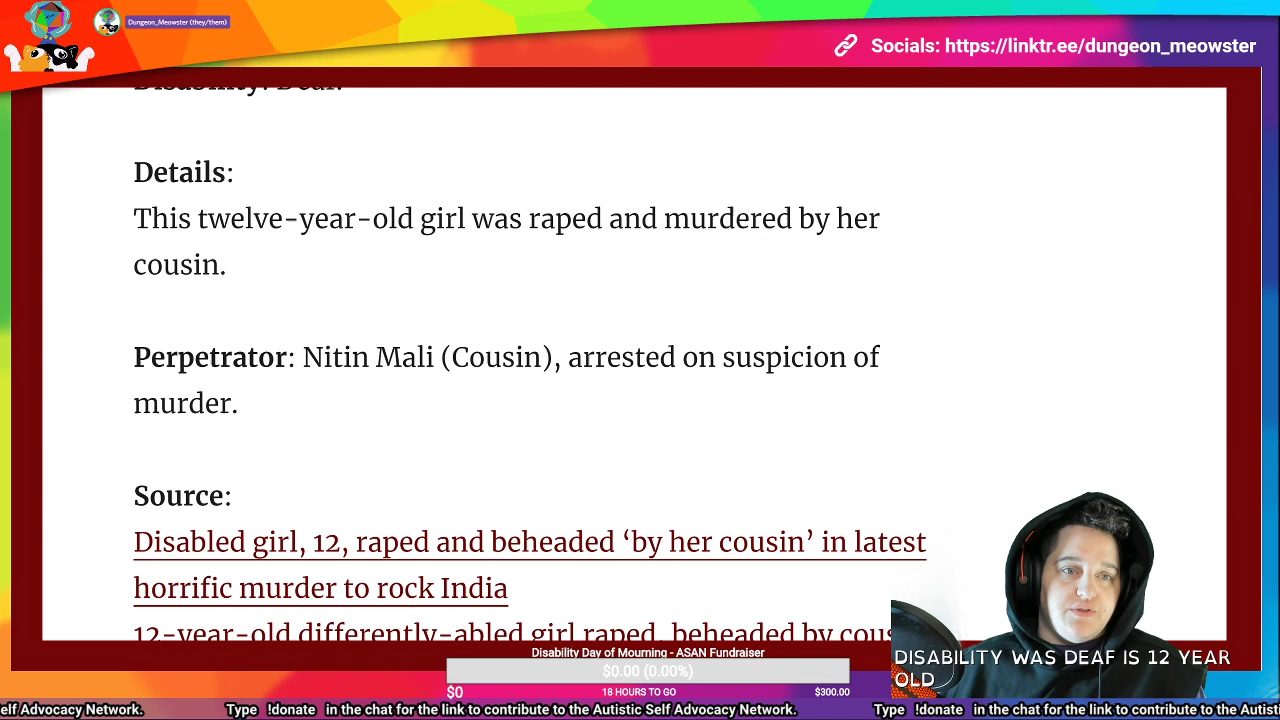 Dungeon_Meowster (they/them)
Socials: https://linktr.ee/dungeon_meowster
Disability: Deaf.
Details:
This twelve-year-old girl was raped and murdered by her
cousin.
Perpetrator: Nitin Mali (Cousin), arrested on suspicion of
murder.
Source:
Disabled girl, 12, raped and beheaded ‘by her cousin’ in latest
horrific murder to rock India
12-year-old differently-abled girl raped, beheaded by
DISABILITY WAS DEAF IS 12 YEAR
OLD
Disability Day of Mourning - ASAN Fundraiser
$0.00 (0.00%)
$0 18 HOURS TO GO $300.00
elf Advocacy Network. Type !donate in the chat for the link to contribute to the Autistic Self Advocacy Network. Type !donate in the chat for the link to contribute to the Autisti